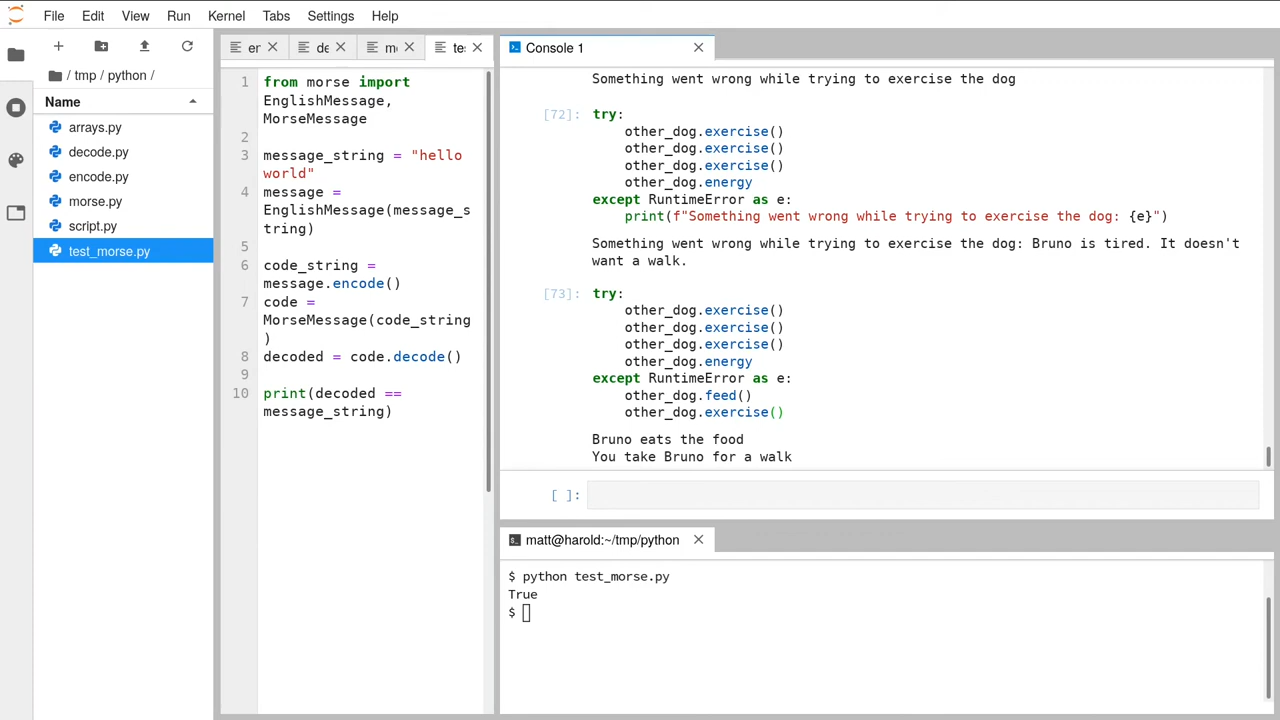 File Edit View Run Kernel Tabs Settings Help
/ tmp / python /
Name
arrays.py
decode.py
encode.py
morse.py
script.py
test_morse.py
er
de
m
te
1 from morse import
EnglishMessage,
MorseMessage
2
3 message_string = "hello
world"
4 message =
EnglishMessage(message_s
tring)
5
6 code_string =
message.encode()
7 code =
MorseMessage(code_string
)
8 decoded = code.decode()
9
10 print(decoded ==
message_string)
Console 1
Something went wrong while trying to exercise the dog
[72]: try:
other_dog.exercise()
other_dog.exercise()
other_dog.exercise()
other_dog.energy
except RuntimeError as e:
print(f"Something went wrong while trying to exercise the dog: {e}")
Something went wrong while trying to exercise the dog: Bruno is tired. It doesn't
want a walk.
[73]: try:
other_dog.exercise()
other_dog.exercise()
other_dog.exercise()
other_dog.energy
except RuntimeError as e:
other_dog.feed()
other_dog.exercise()
Bruno eats the food
You take Bruno for a walk
[ ]:
matt@harold:~/tmp/python
$ python test_morse.py
True
$